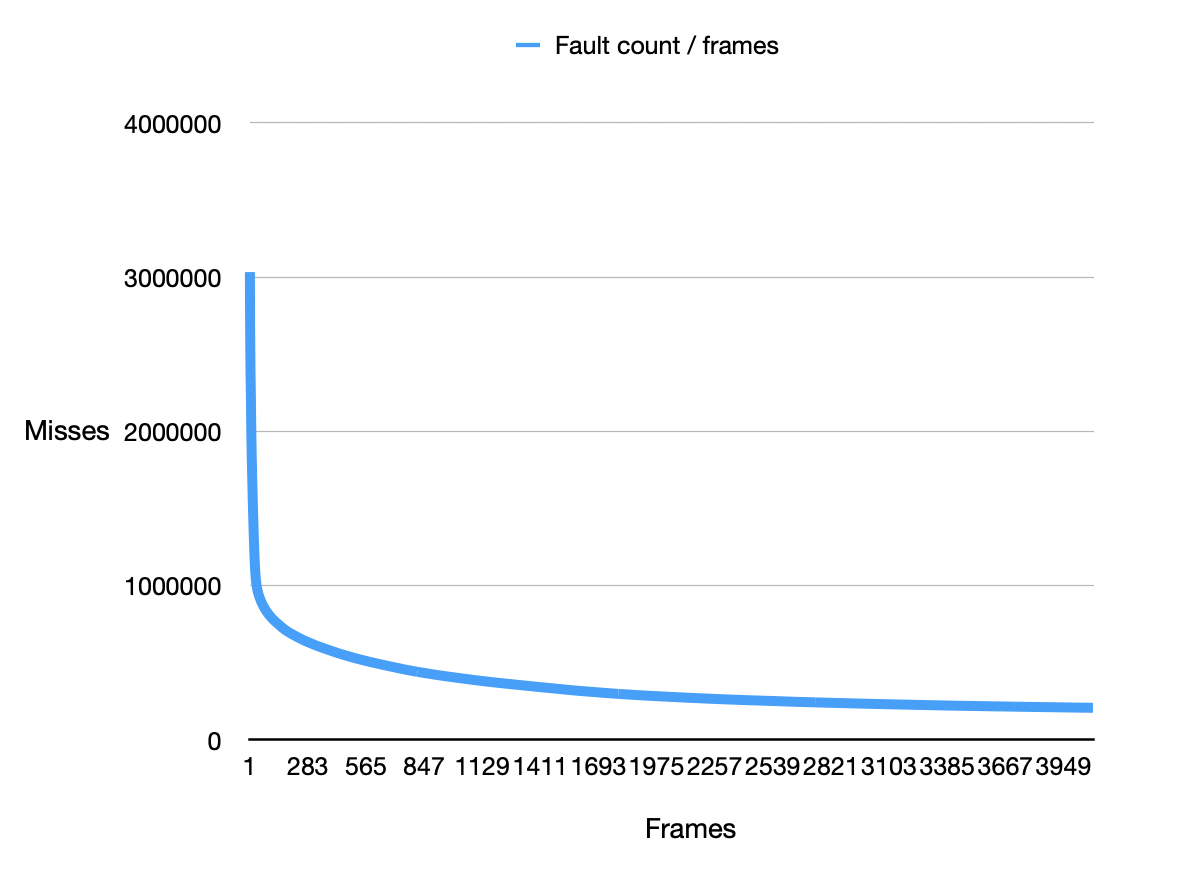 Fault count / frames
4000000
3000000
Misses 2000000
1000000
0
1 283 565 847 1129 1411 1693 1975 2257 2539 2821 3103 3385 3667 3949
Frames